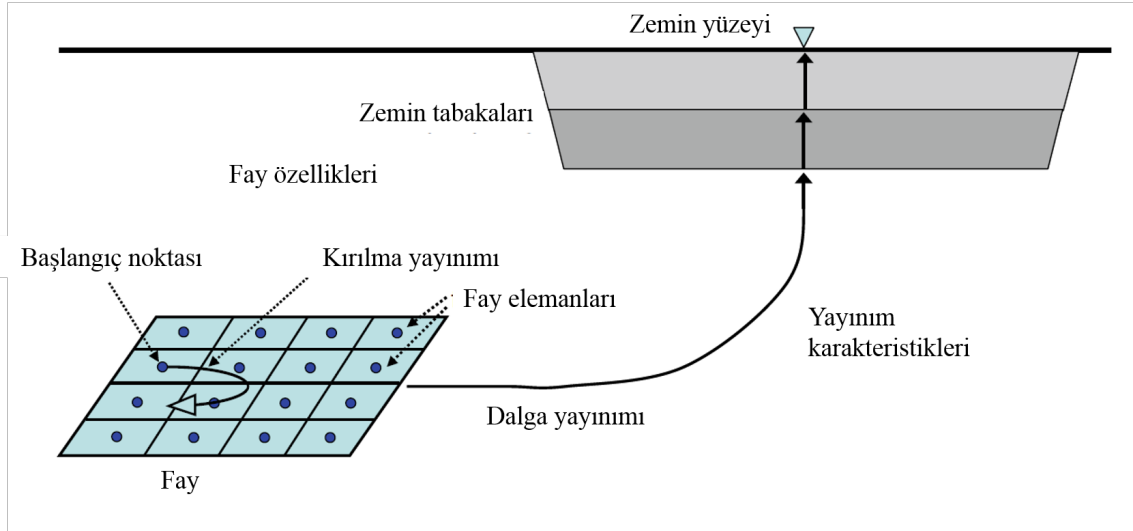 Zemin yüzeyi
Zemin tabakaları
Fay özellikleri
Başlangıç noktası
Kırılma yayınımı
Fay elemanları
Yayınım
karakteristikleri
Dalga yayınımı
Fay